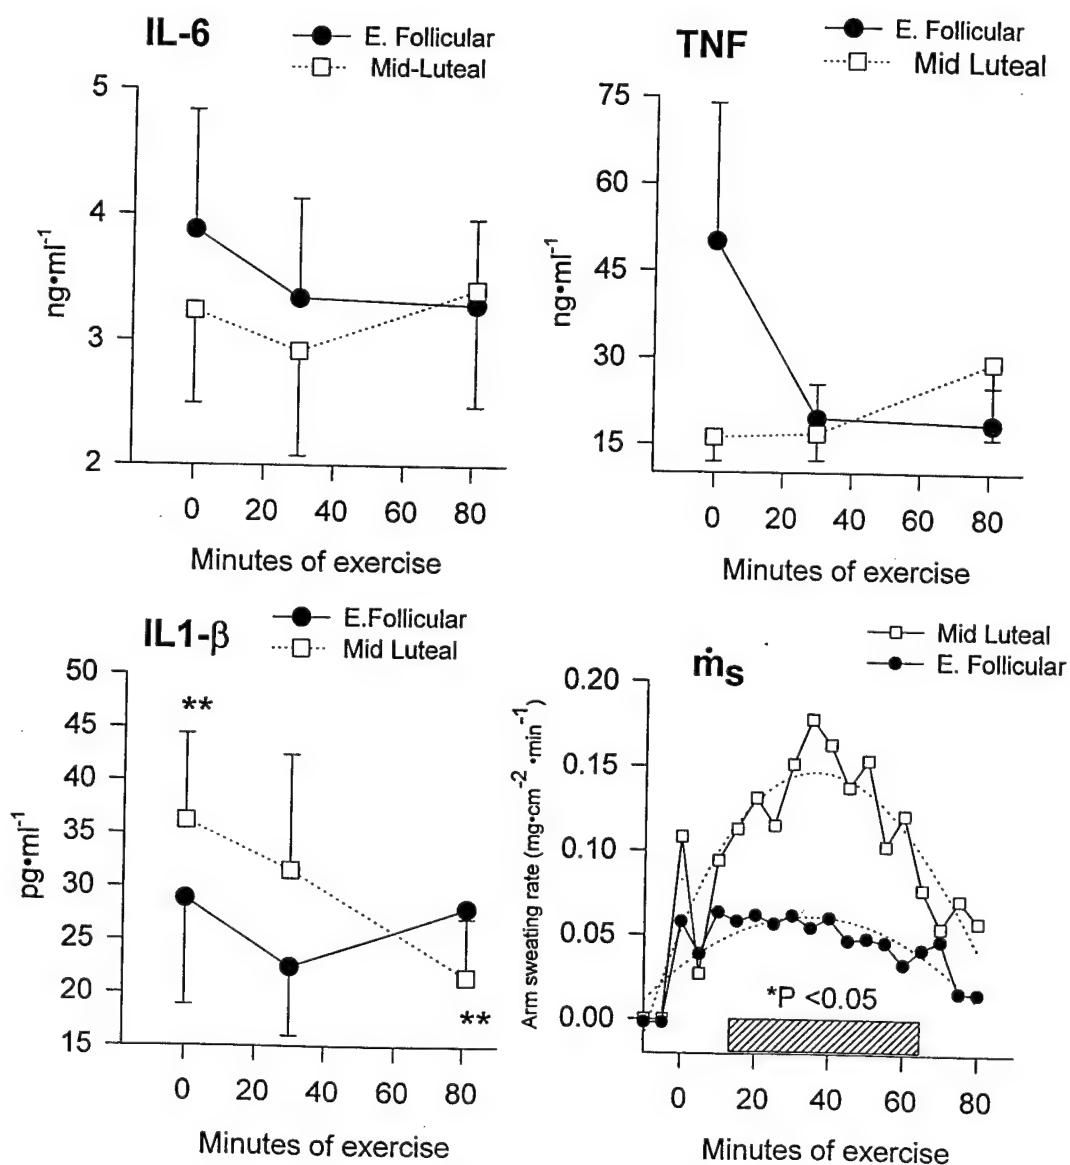 IL-6
E. Follicular
Mid-Luteal
5
4
3
2
ng•ml⁻¹
0 20 40 60 80
Minutes of exercise
TNF
E. Follicular
Mid Luteal
75
60
45
30
15
ng•ml⁻¹
0 20 40 60 80
Minutes of exercise
IL1-β
E.Follicular
Mid Luteal
50
45
40
35
30
25
20
15
**
**
pg•ml⁻¹
0 20 40 60 80
Minutes of exercise
ṁs
Mid Luteal
E. Follicular
0.20
0.15
0.10
0.05
0.00
Arm sweating rate (mg•cm⁻² •min⁻¹)
*P <0.05
0 20 40 60 80
Minutes of exercise